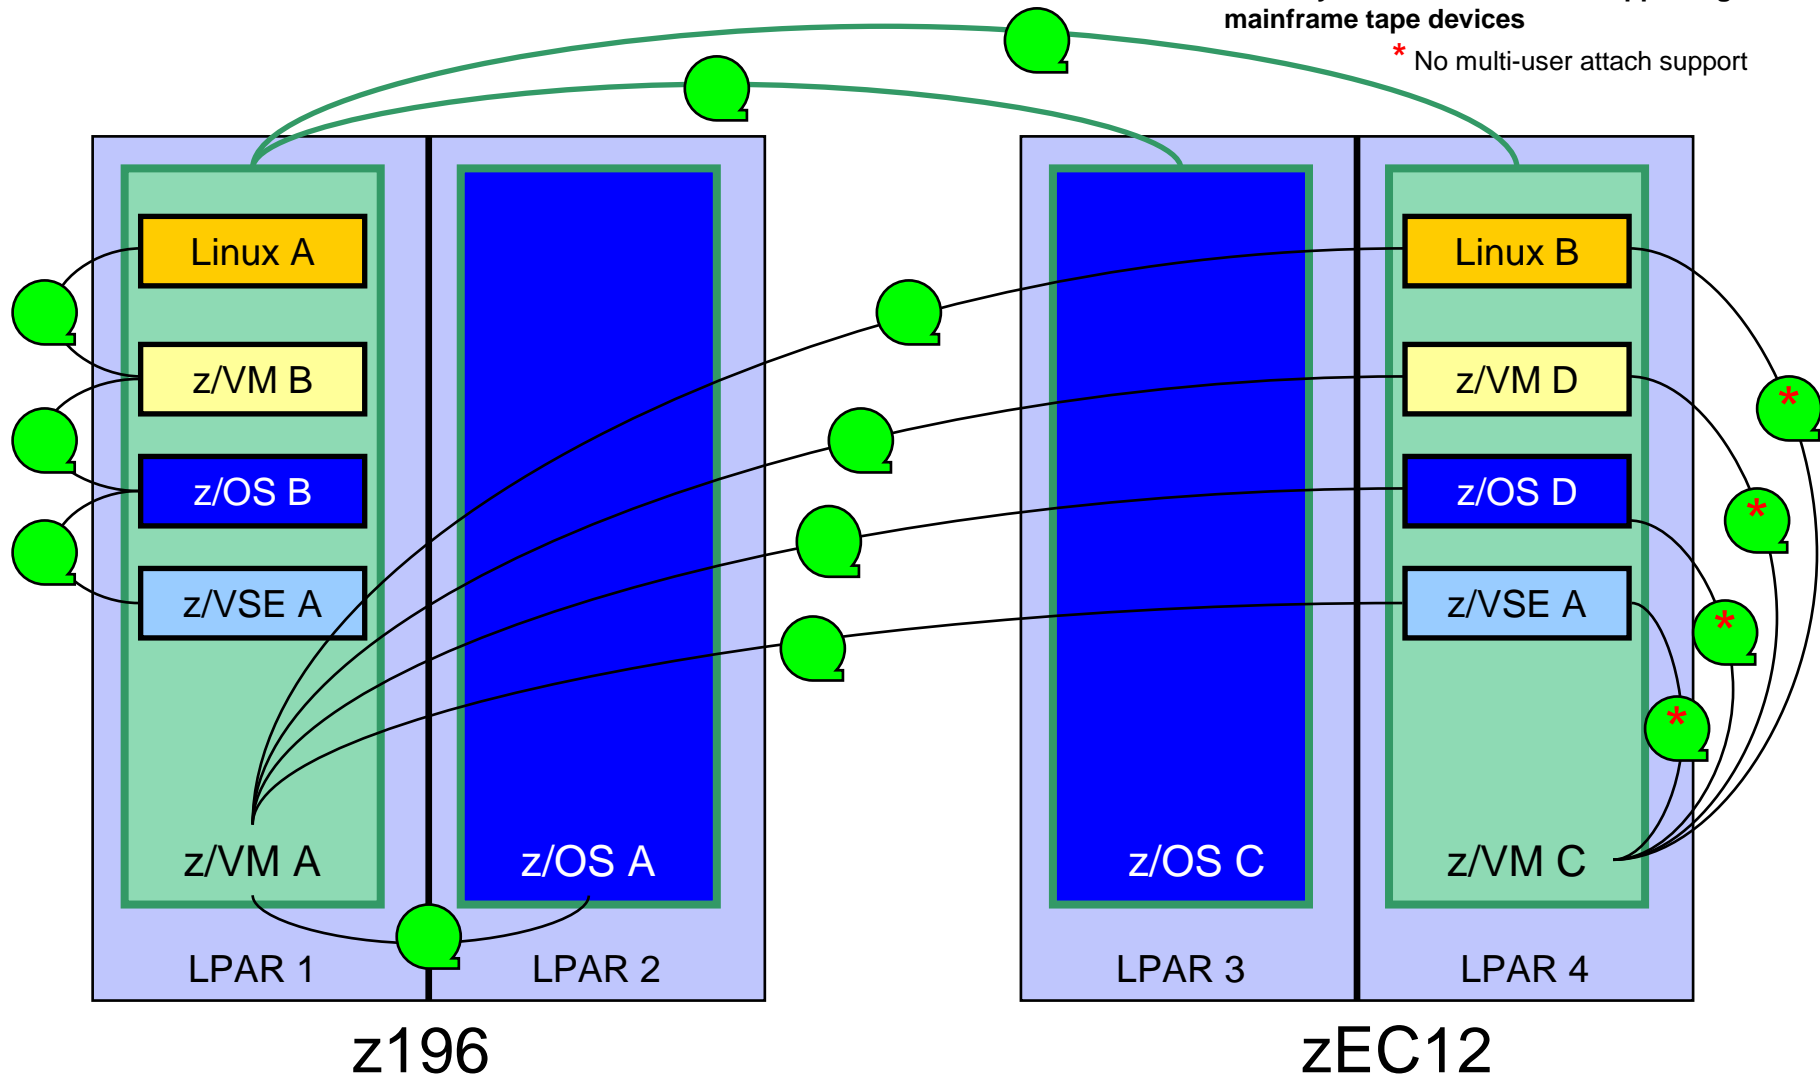 mainframe tape devices
* No multi-user attach support
Linux A
z/VM B
z/OS B
z/VSE A
z/VM A
z/OS A
LPAR 1
LPAR 2
z196
Linux B
z/VM D
z/OS D
z/VSE A
z/OS C
z/VM C
*
*
*
*
LPAR 3
LPAR 4
zEC12